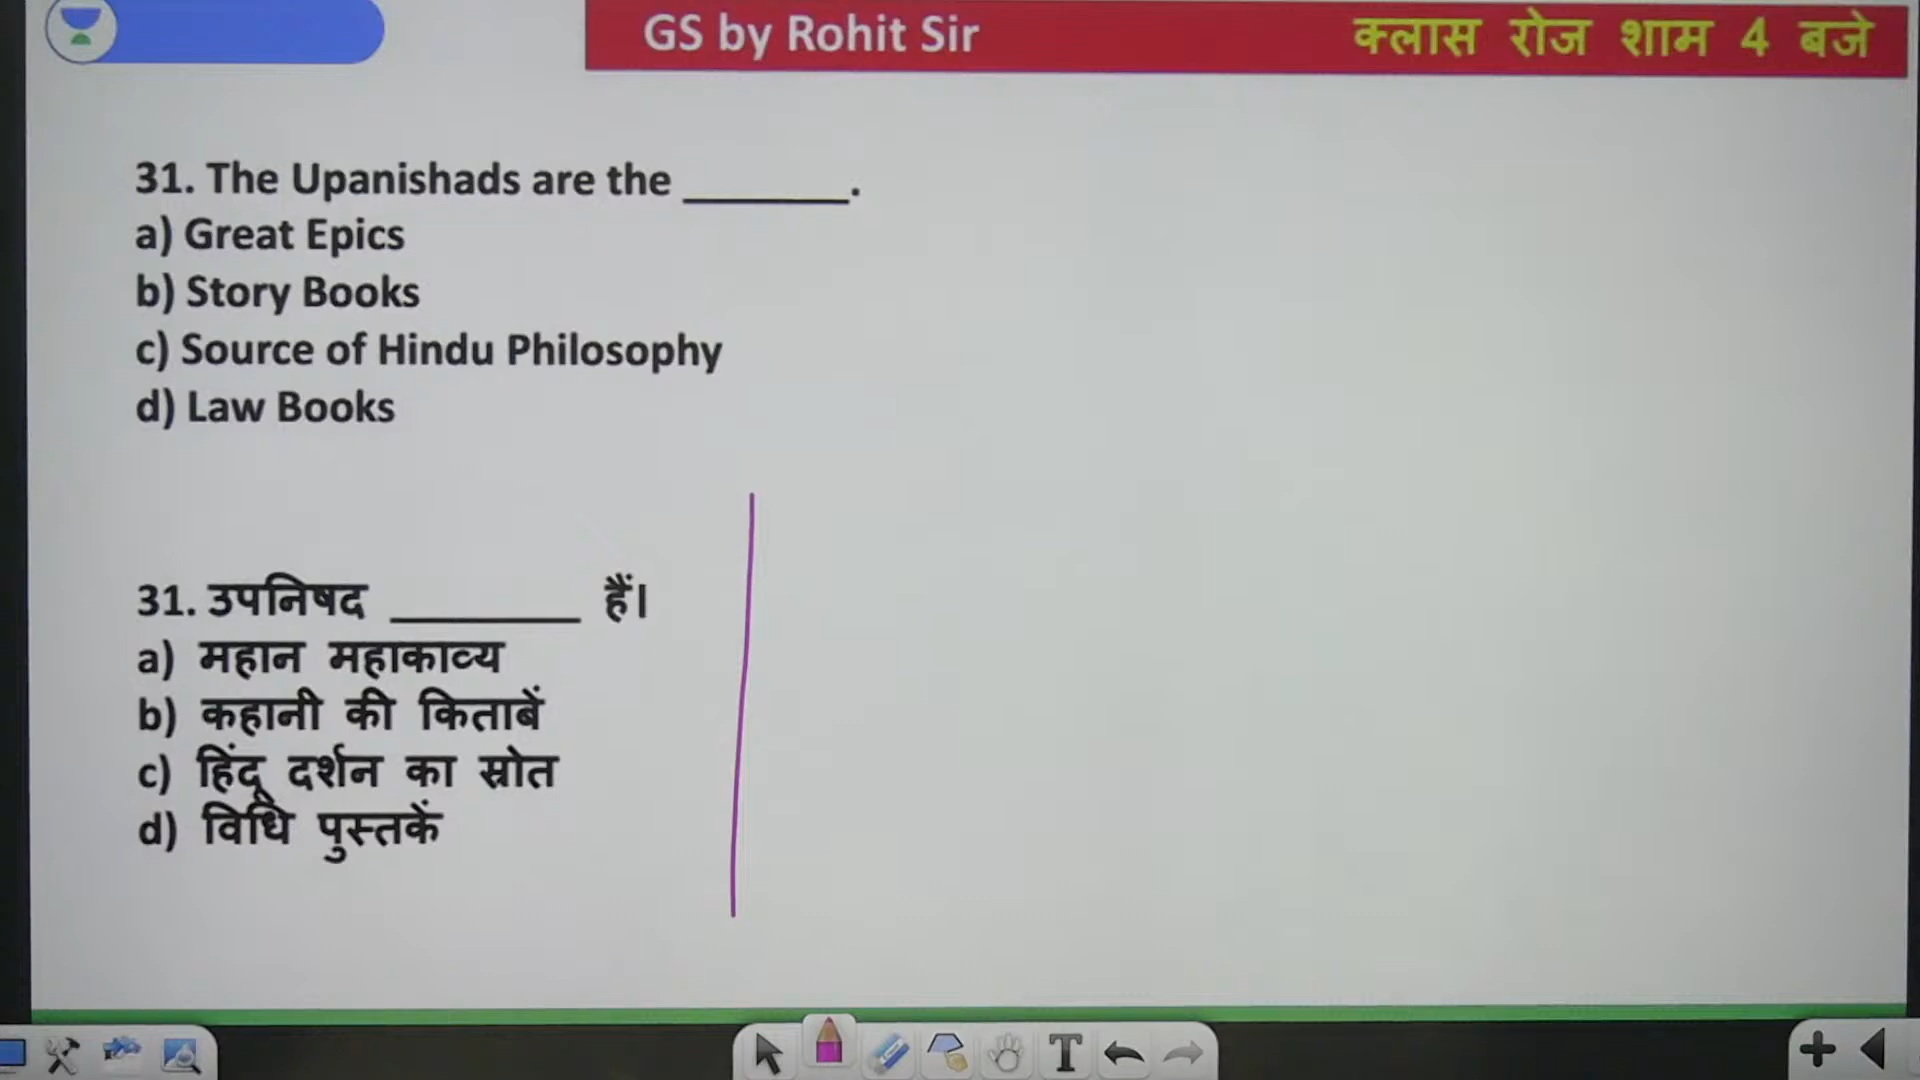 GS by Rohit Sir
क्लास रोज शाम 4 बजे
31. The Upanishads are the _______.
a) Great Epics
b) Story Books
c) Source of Hindu Philosophy
d) Law Books
31. उपनिषद ________ हैं।
a) महान महाकाव्य
b) कहानी की किताबें
c) हिंदू दर्शन का स्रोत
d) विधि पुस्तकें
T